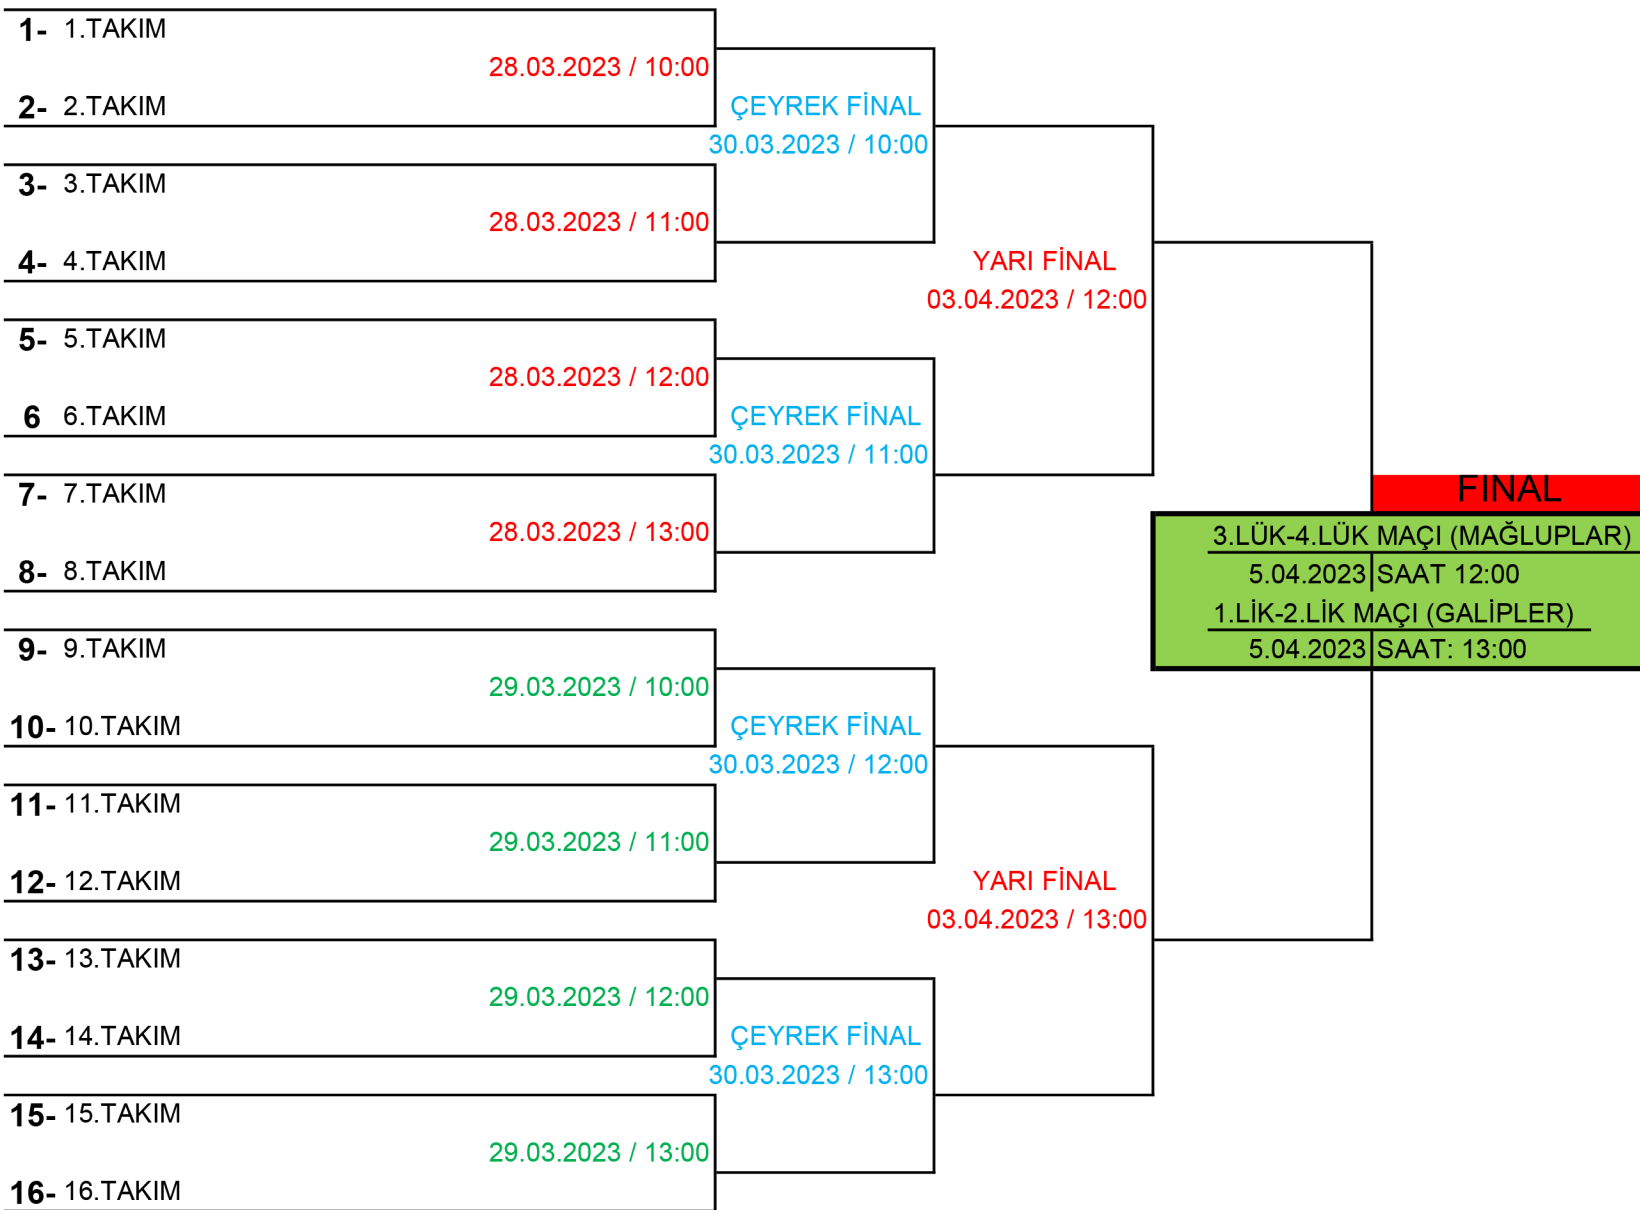 1- 1.TAKIM
28.03.2023 / 10:00
2- 2.TAKIM
ÇEYREK FİNAL
30.03.2023 / 10:00
3- 3.TAKIM
28.03.2023 / 11:00
4- 4.TAKIM
YARI FİNAL
03.04.2023 / 12:00
5- 5.TAKIM
28.03.2023 / 12:00
6 6.TAKIM
ÇEYREK FİNAL
30.03.2023 / 11:00
7- 7.TAKIM
28.03.2023 / 13:00
8- 8.TAKIM
FINAL
3.LÜK-4.LÜK MAÇI (MAĞLUPLAR)
5.04.2023 SAAT 12:00
1.LİK-2.LİK MAÇI (GALİPLER)
5.04.2023 SAAT: 13:00
9- 9.TAKIM
29.03.2023 / 10:00
10- 10.TAKIM
ÇEYREK FİNAL
30.03.2023 / 12:00
11- 11.TAKIM
29.03.2023 / 11:00
12- 12.TAKIM
YARI FİNAL
03.04.2023 / 13:00
13- 13.TAKIM
29.03.2023 / 12:00
14- 14.TAKIM
ÇEYREK FİNAL
30.03.2023 / 13:00
15- 15.TAKIM
29.03.2023 / 13:00
16- 16.TAKIM